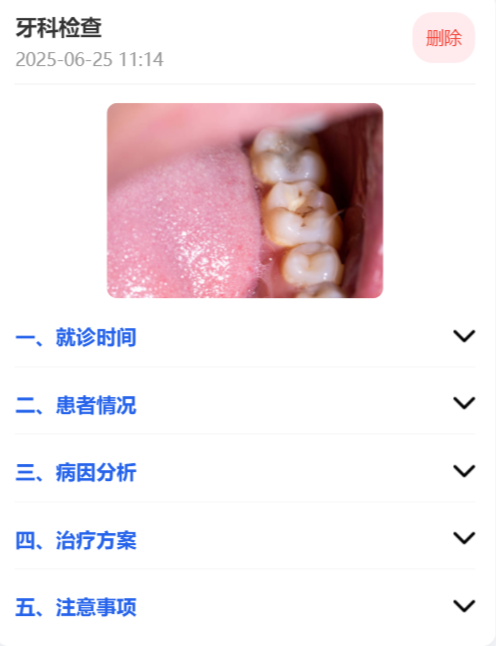 牙科检查
删除
2025-06-25 11:14
一、就诊时间
二、患者情况
三、病因分析
四、治疗方案
五、注意事项